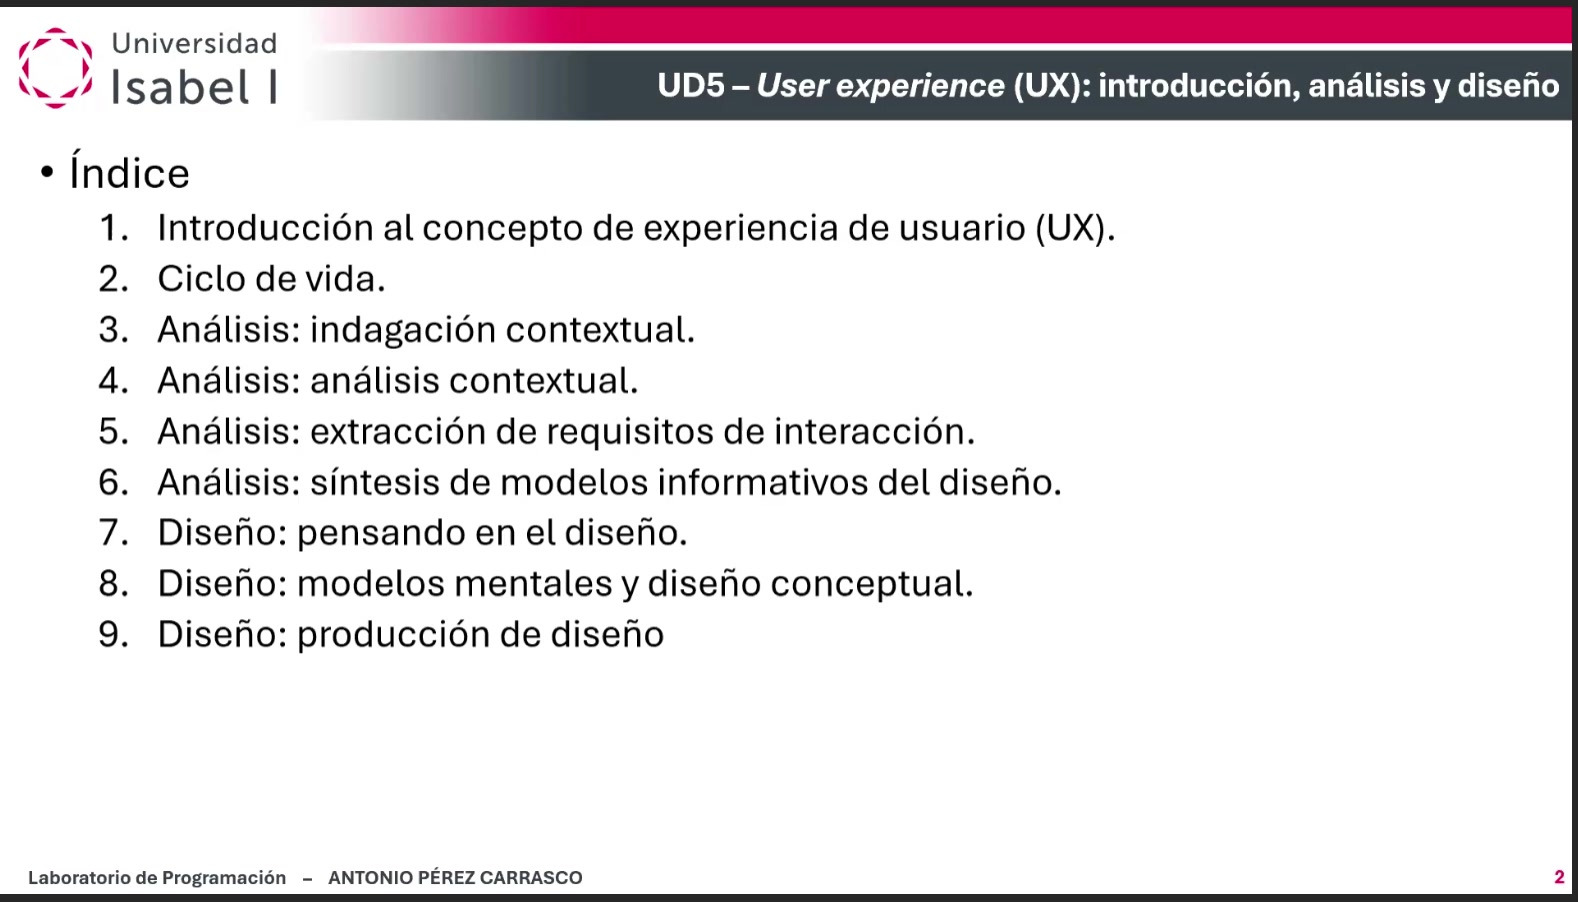 Universidad
Isabel I
UD5 – User experience (UX): introducción, análisis y diseño
• Índice
1. Introducción al concepto de experiencia de usuario (UX).
2. Ciclo de vida.
3. Análisis: indagación contextual.
4. Análisis: análisis contextual.
5. Análisis: extracción de requisitos de interacción.
6. Análisis: síntesis de modelos informativos del diseño.
7. Diseño: pensando en el diseño.
8. Diseño: modelos mentales y diseño conceptual.
9. Diseño: producción de diseño
Laboratorio de Programación – ANTONIO PÉREZ CARRASCO
2